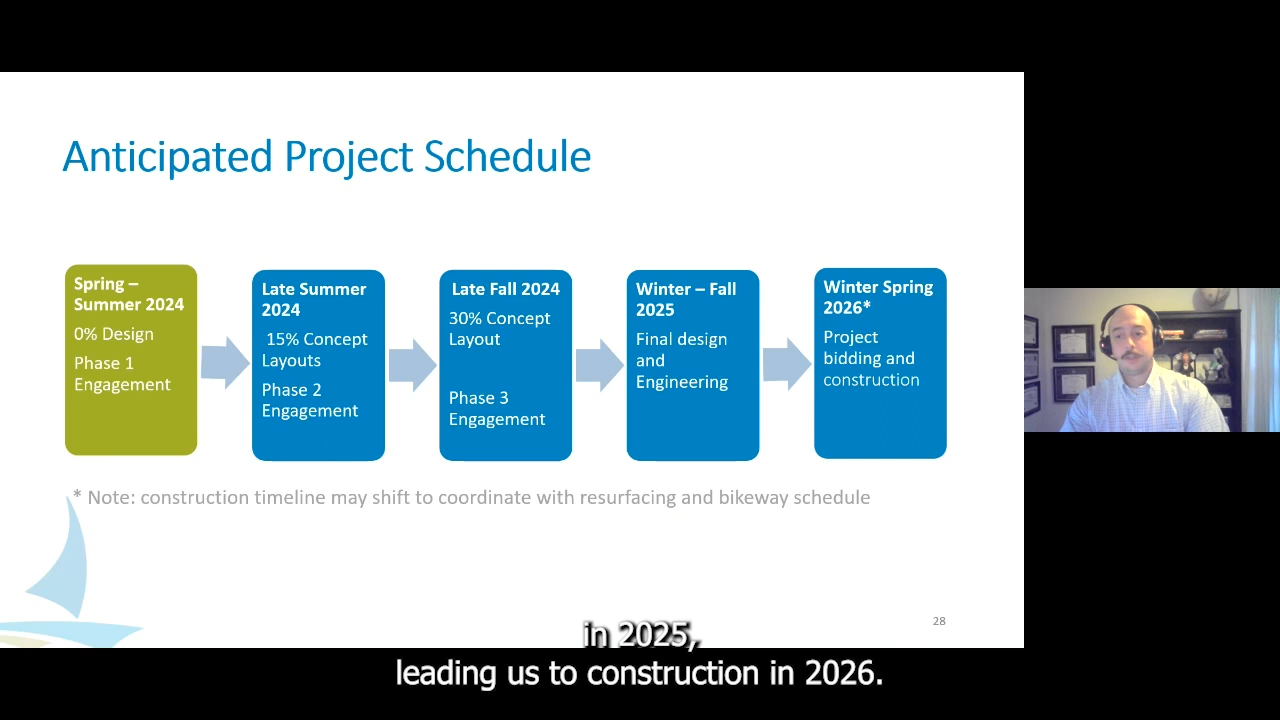 Anticipated Project Schedule
Spring –
Summer 2024
0% Design
Phase 1
Engagement
Late Summer
2024
15% Concept
Layouts
Phase 2
Engagement
Late Fall 2024
30% Concept
Layout
Phase 3
Engagement
Winter – Fall
2025
Final design
and
Engineering
Winter Spring
2026*
Project
bidding and
construction
* Note: construction timeline may shift to coordinate with resurfacing and bikeway schedule
28
in 2025,
leading us to construction in 2026.